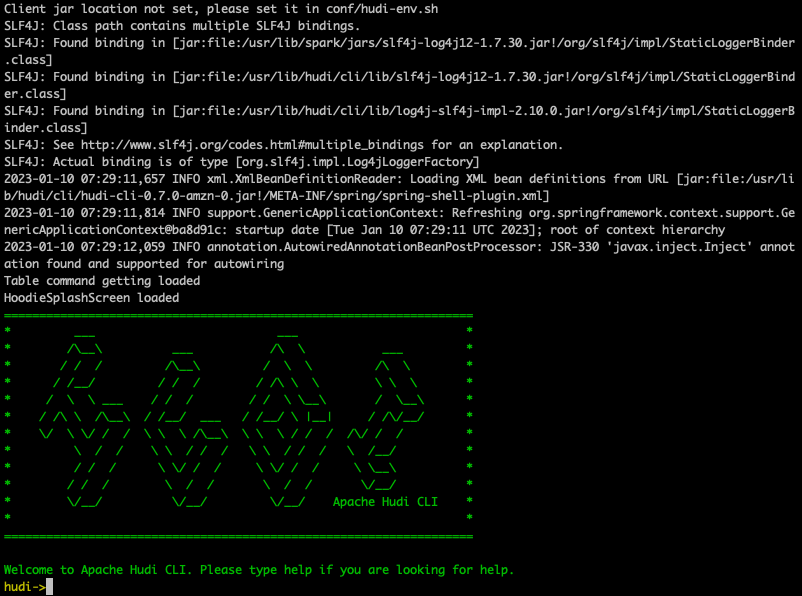 Client jar location not set, please set it in conf/hudi-env.sh
SLF4J: Class path contains multiple SLF4J bindings.
SLF4J: Found binding in [jar:file:/usr/lib/spark/jars/slf4j-log4j12-1.7.30.jar!/org/slf4j/impl/StaticLoggerBinder
.class]
SLF4J: Found binding in [jar:file:/usr/lib/hudi/cli/lib/slf4j-log4j12-1.7.30.jar!/org/slf4j/impl/StaticLoggerBind
er.class]
SLF4J: Found binding in [jar:file:/usr/lib/hudi/cli/lib/log4j-slf4j-impl-2.10.0.jar!/org/slf4j/impl/StaticLoggerB
inder.class]
SLF4J: See http://www.slf4j.org/codes.html#multiple_bindings for an explanation.
SLF4J: Actual binding is of type [org.slf4j.impl.Log4jLoggerFactory]
2023-01-10 07:29:11,657 INFO xml.XmlBeanDefinitionReader: Loading XML bean definitions from URL [jar:file:/usr/li
b/hudi/cli/hudi-cli-0.7.0-amzn-0.jar!/META-INF/spring/spring-shell-plugin.xml]
2023-01-10 07:29:11,814 INFO support.GenericApplicationContext: Refreshing org.springframework.context.support.Ge
nericApplicationContext@ba8d91c: startup date [Tue Jan 10 07:29:11 UTC 2023]; root of context hierarchy
2023-01-10 07:29:12,059 INFO annotation.AutowiredAnnotationBeanPostProcessor: JSR-330 'javax.inject.Inject' annot
ation found and supported for autowiring
Table command getting loaded
HoodieSplashScreen loaded
Apache Hudi CLI
Welcome to Apache Hudi CLI. Please type help if you are looking for help.
hudi->